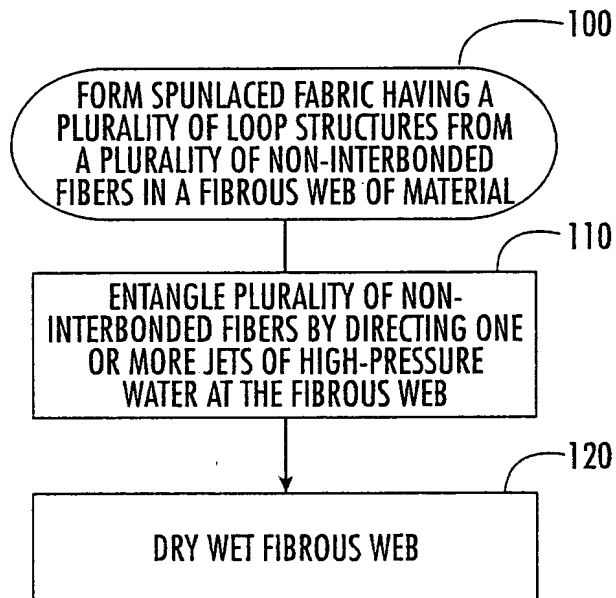 100
FORM SPUNLACED FABRIC HAVING A
PLURALITY OF LOOP STRUCTURES FROM
A PLURALITY OF NON-INTERBONDED
FIBERS IN A FIBROUS WEB OF MATERIAL
110
ENTANGLE PLURALITY OF NON-
INTERBONDED FIBERS BY DIRECTING ONE
OR MORE JETS OF HIGH-PRESSURE
WATER AT THE FIBROUS WEB
120
DRY WET FIBROUS WEB